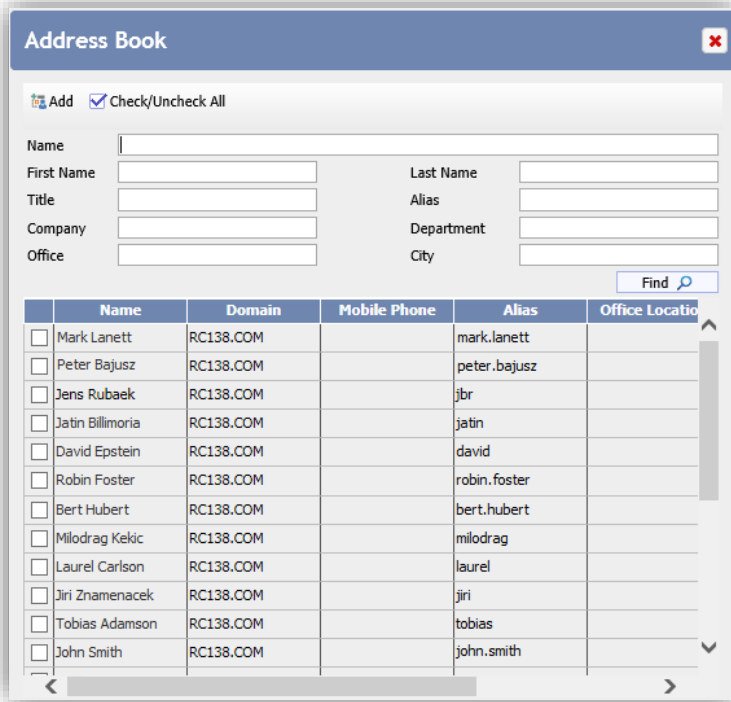 Address Book
Add Check/Uncheck All
Name
First Name Last Name
Title Alias
Company Department
Office City
Find
Name Domain Mobile Phone Alias Office Locatio
Mark Lanett RC138.COM mark.lanett
Peter Bajusz RC138.COM peter.bajusz
Jens Rubaek RC138.COM jbr
Jatin Billimoria RC138.COM jatin
David Epstein RC138.COM david
Robin Foster RC138.COM robin.foster
Bert Hubert RC138.COM bert.hubert
Milodrag Kekic RC138.COM milodrag
Laurel Carlson RC138.COM laurel
Jiri Znamenacek RC138.COM jiri
Tobias Adamson RC138.COM tobias
John Smith RC138.COM john.smith